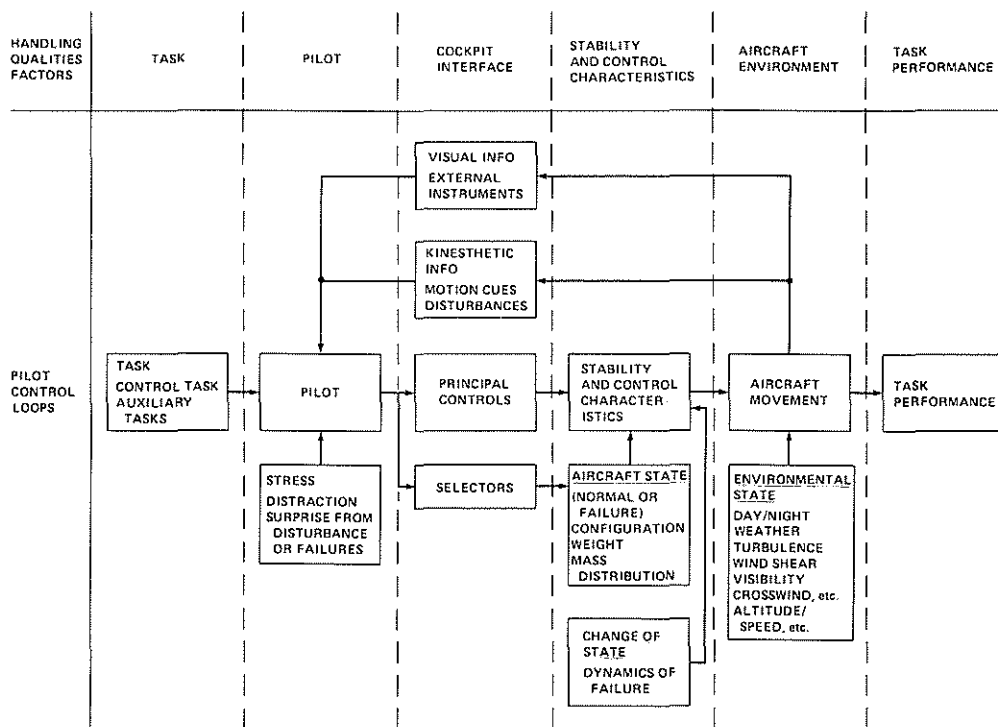 HANDLING
QUALITIES
FACTORS
TASK
PILOT
COCKPIT
INTERFACE
STABILITY
AND CONTROL
CHARACTERISTICS
AIRCRAFT
ENVIRONMENT
TASK
PERFORMANCE
VISUAL INFO
EXTERNAL
INSTRUMENTS
KINESTHETIC
INFO
MOTION CUES
DISTURBANCES
PILOT
CONTROL
LOOPS
TASK
CONTROL TASK
AUXILIARY
TASKS
PILOT
PRINCIPAL
CONTROLS
STABILITY
AND CONTROL
CHARACTER-
ISTICS
AIRCRAFT
MOVEMENT
TASK
PERFORMANCE
STRESS
DISTRACTION
SURPRISE FROM
DISTURBANCE
OR FAILURES
SELECTORS
AIRCRAFT STATE
(NORMAL OR
FAILURE)
CONFIGURATION
WEIGHT
MASS
DISTRIBUTION
ENVIRONMENTAL
STATE
DAY/NIGHT
WEATHER
TURBULENCE
WIND SHEAR
VISIBILITY
CROSSWIND, etc.
ALTITUDE/
SPEED, etc.
CHANGE OF
STATE
DYNAMICS OF
FAILURE